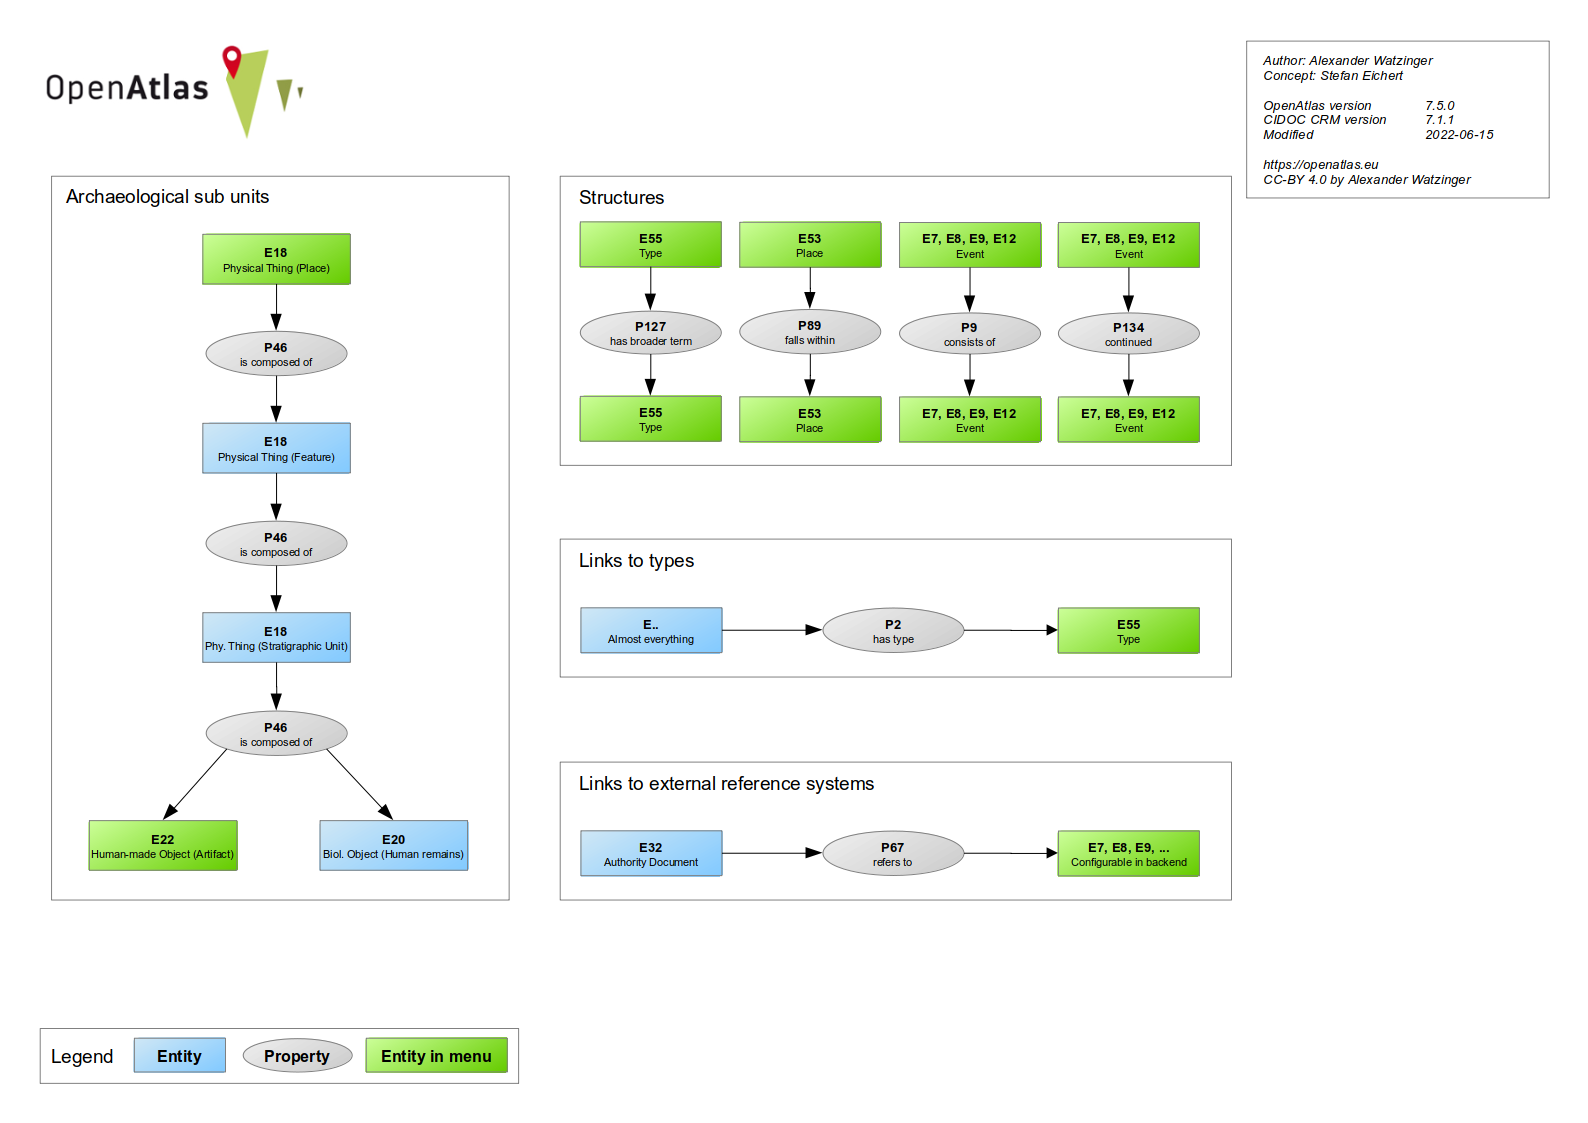 OpenAtlas
Author: Alexander Watzinger
Concept: Stefan Eichert
OpenAtlas version 7.5.0
CIDOC CRM version 7.1.1
Modified 2022-06-15
https://openatlas.eu
CC-BY 4.0 by Alexander Watzinger
Archaeological sub units
E18
Physical Thing (Place)
P46
is composed of
E18
Physical Thing (Feature)
P46
is composed of
E18
Phy. Thing (Stratigraphic Unit)
P46
is composed of
E22
Human-made Object (Artifact)
E20
Biol. Object (Human remains)
Structures
E55
Type
P127
has broader term
E55
Type
E53
Place
P89
falls within
E53
Place
E7, E8, E9, E12
Event
P9
consists of
E7, E8, E9, E12
Event
E7, E8, E9, E12
Event
P134
continued
E7, E8, E9, E12
Event
Links to types
E..
Almost everything
P2
has type
E55
Type
Links to external reference systems
E32
Authority Document
P67
refers to
E7, E8, E9, ...
Configurable in backend
Legend
Entity
Property
Entity in menu